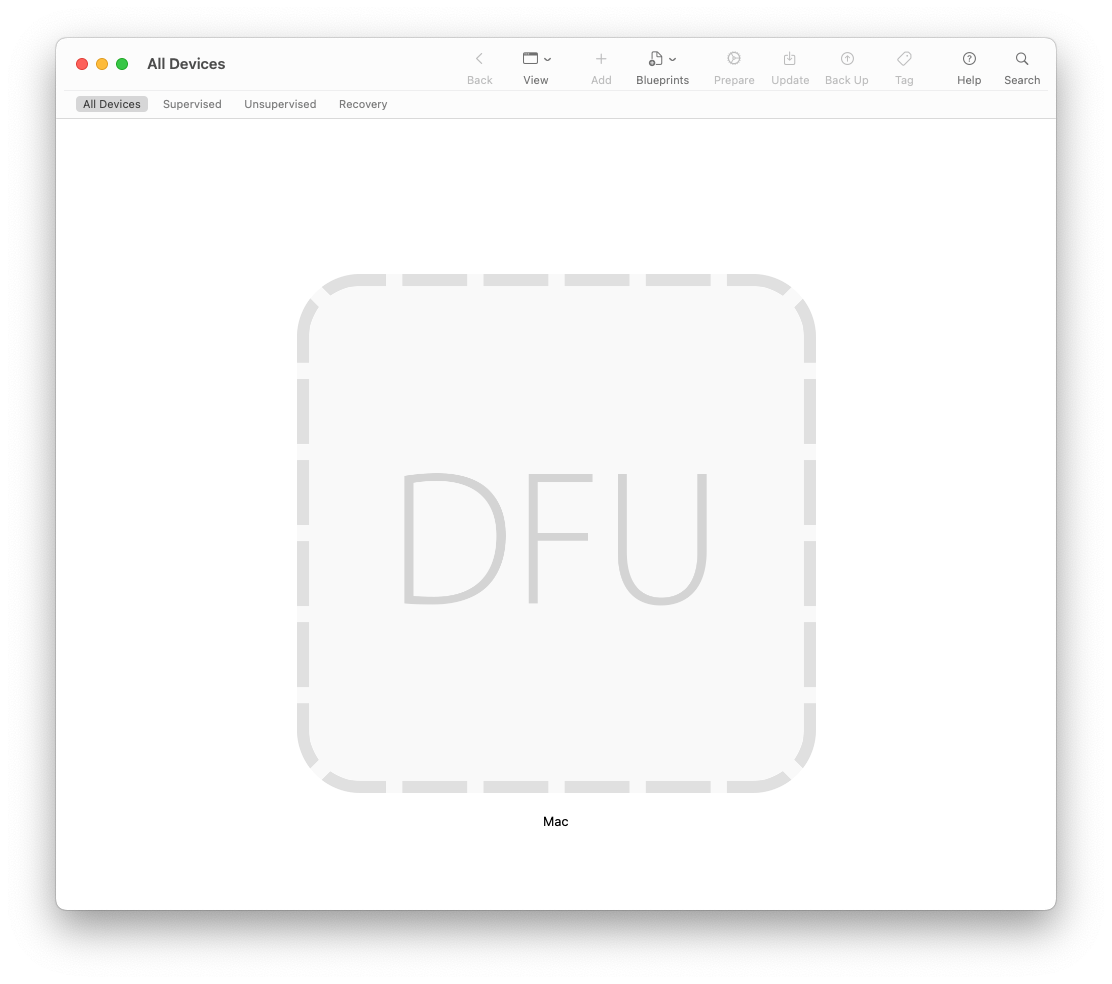 All Devices
Back View Add Blueprints Prepare Update Back Up Tag Help Search
All Devices Supervised Unsupervised Recovery
DFU
Mac